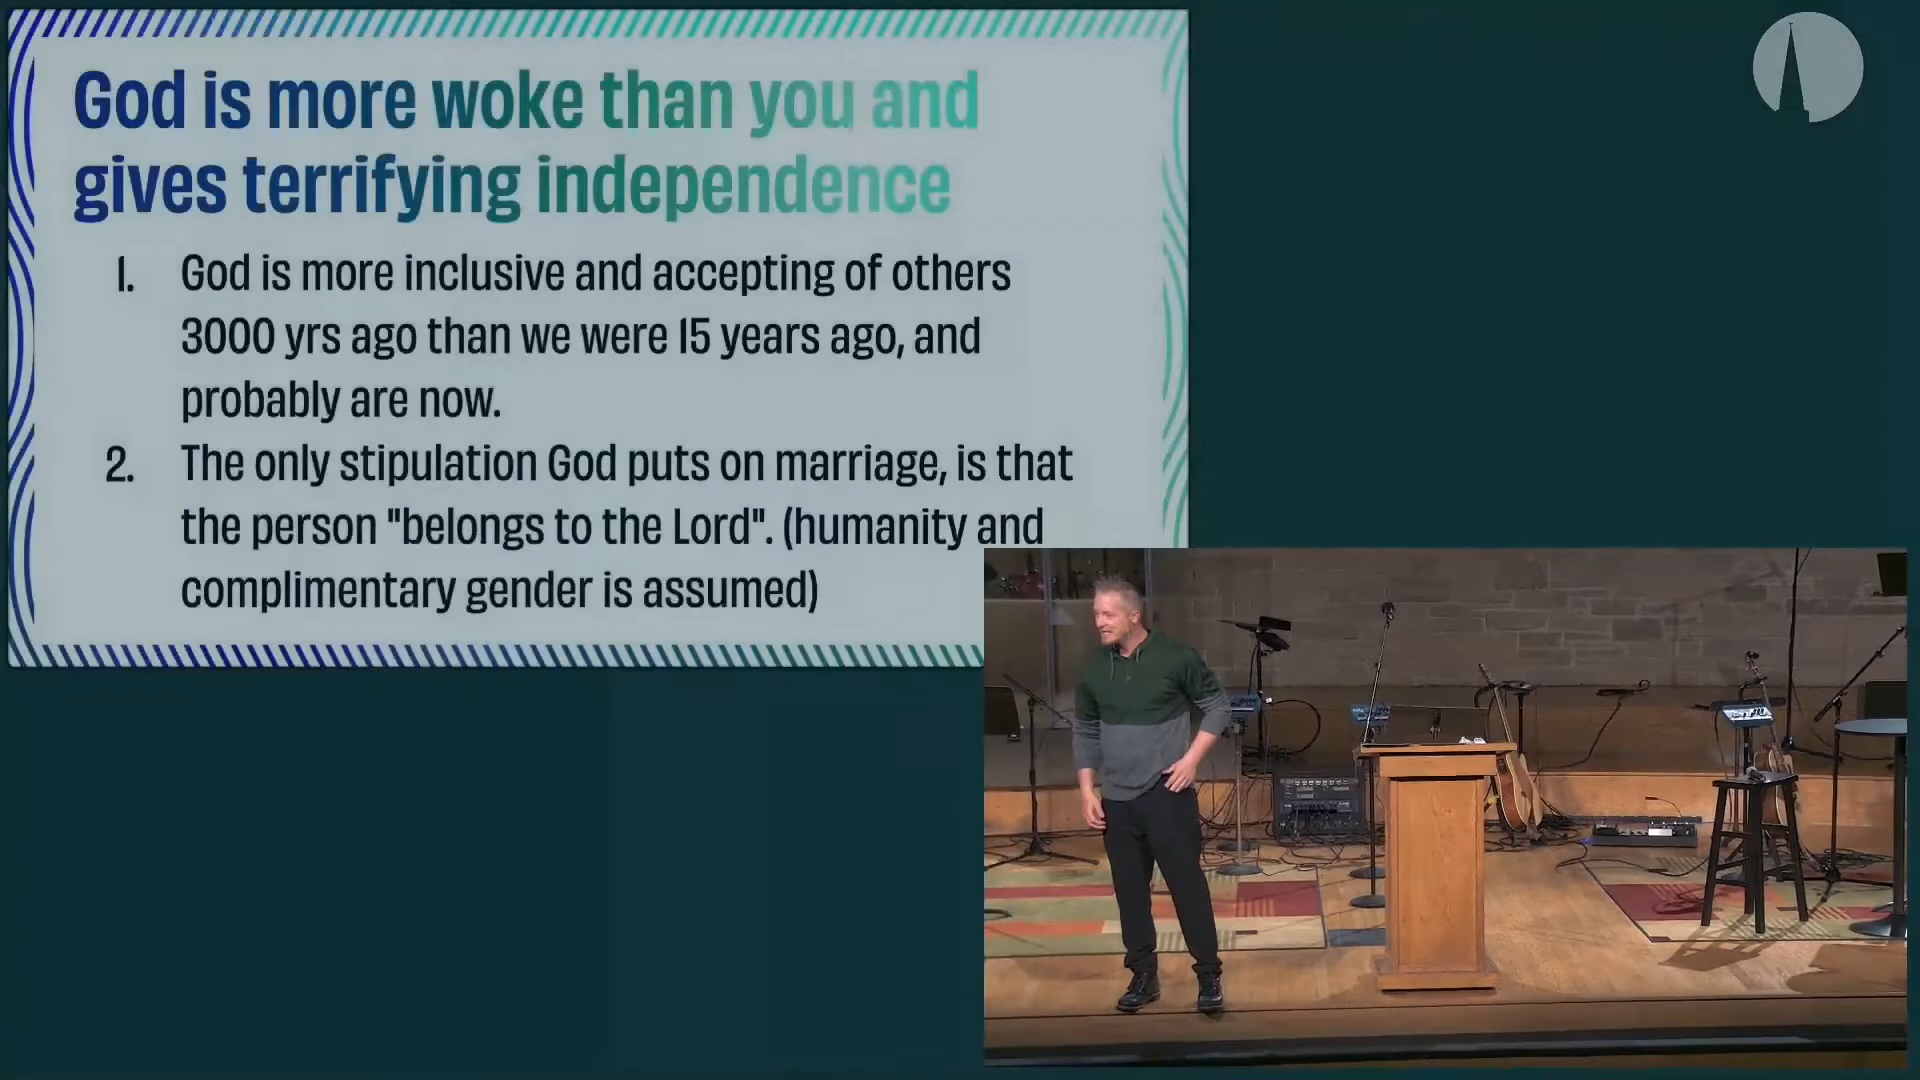 God is more woke than you and
gives terrifying independence
1. God is more inclusive and accepting of others
3000 yrs ago than we were 15 years ago, and
probably are now.
2. The only stipulation God puts on marriage, is that
the person "belongs to the Lord". (humanity and
complimentary gender is assumed)